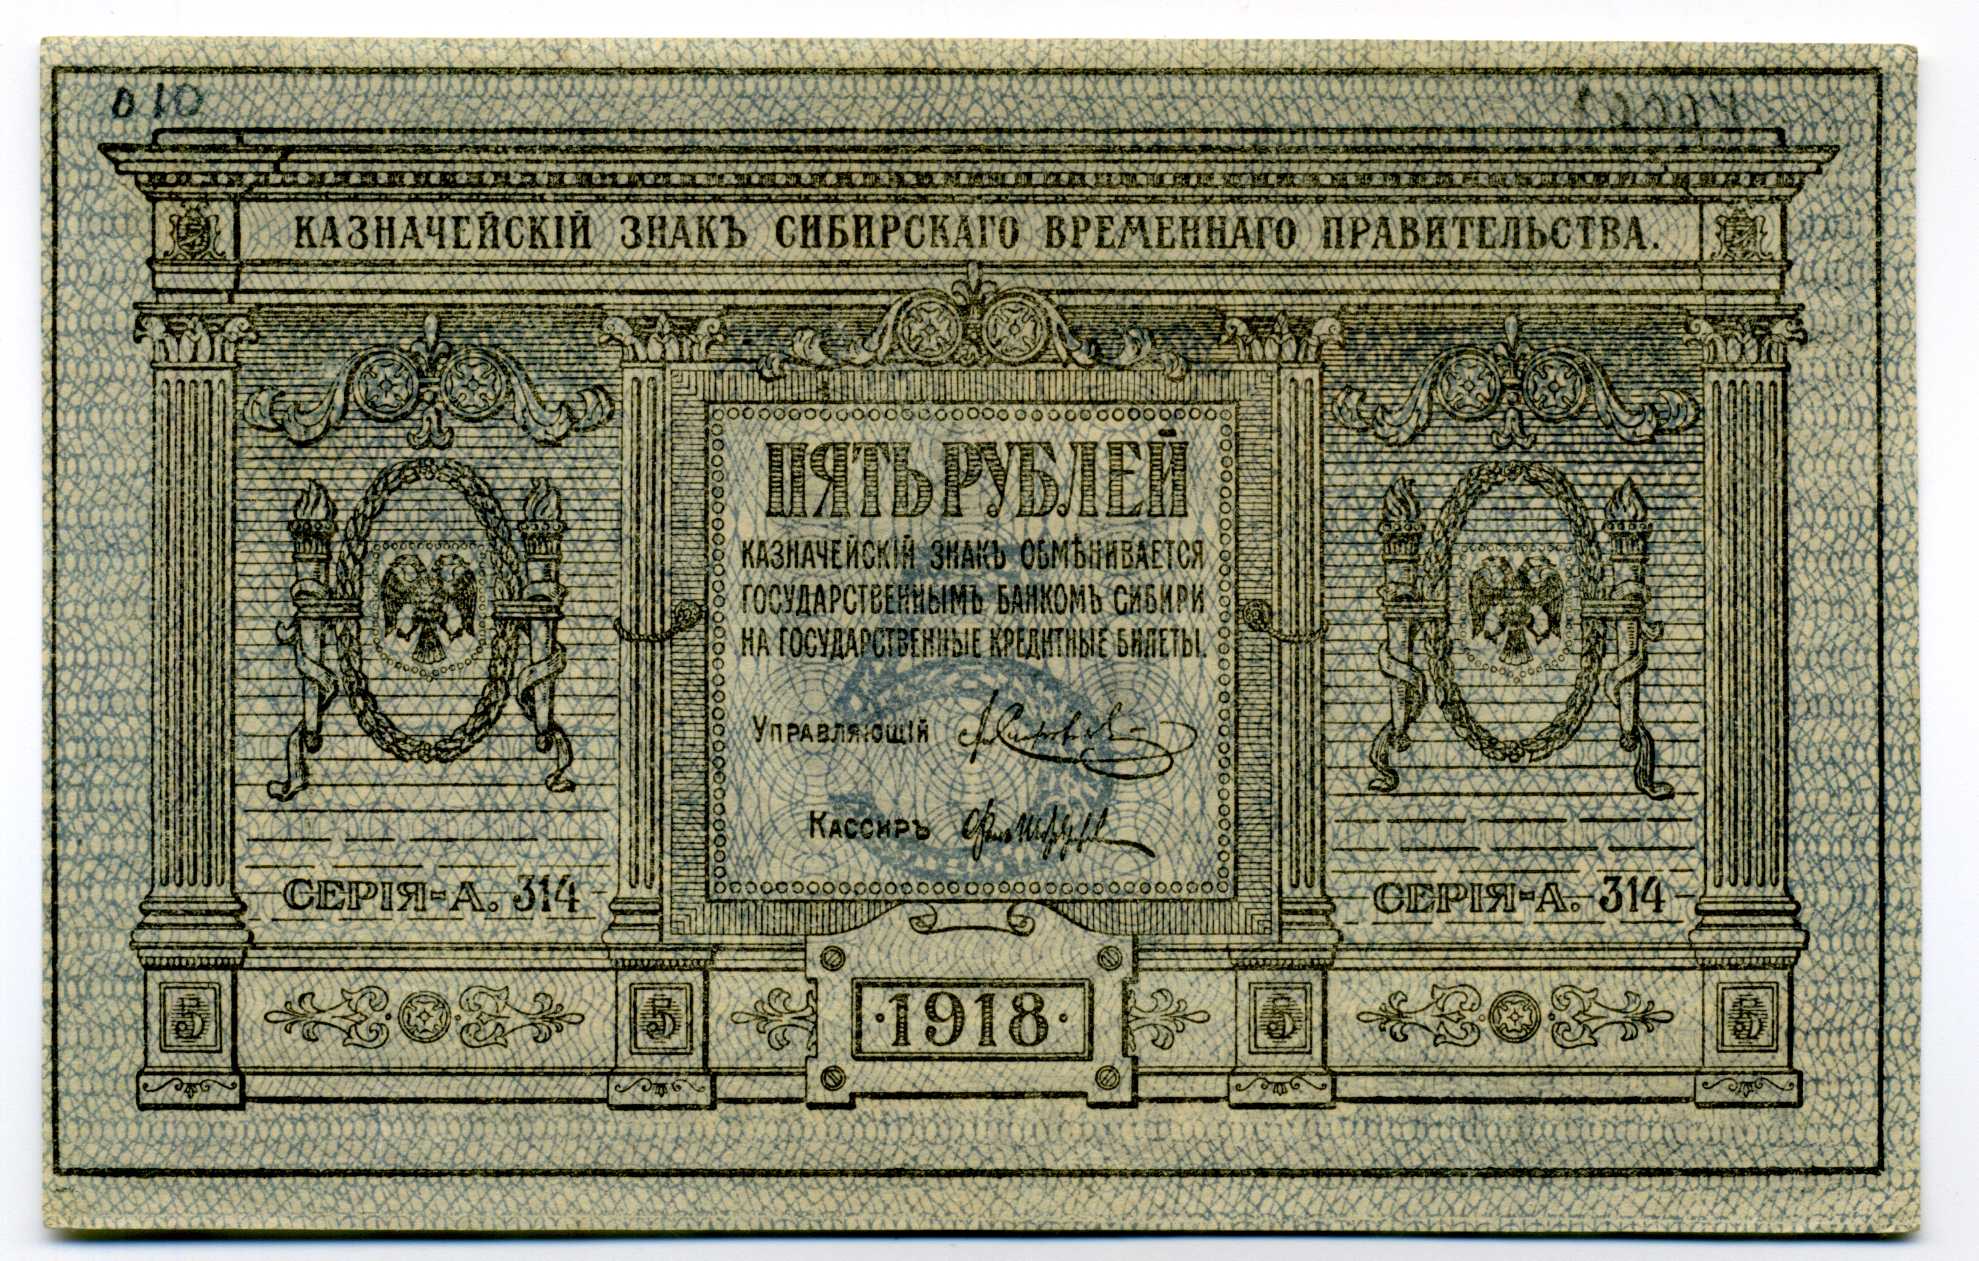 010
КАЗНАЧЕЙСКІЙ ЗНАКЪ СИБИРСКАГО ВРЕМЕННАГО ПРАВИТЕЛЬСТВА.
ПЯТЬ РУБЛЕЙ
КАЗНАЧЕЙСКІЙ ЗНАКЪ ОБМѢНИВАЕТСЯ
ГОСУДАРСТВЕННЫМЪ БАНКОМЪ СИБИРИ
НА ГОСУДАРСТВЕННЫЕ КРЕДИТНЫЕ БИЛЕТЫ.
УПРАВЛЯЮЩІЙ
КАССИРЪ
СЕРІЯ-А. 314 СЕРІЯ-А. 314
5 5 ·1918· 5 5